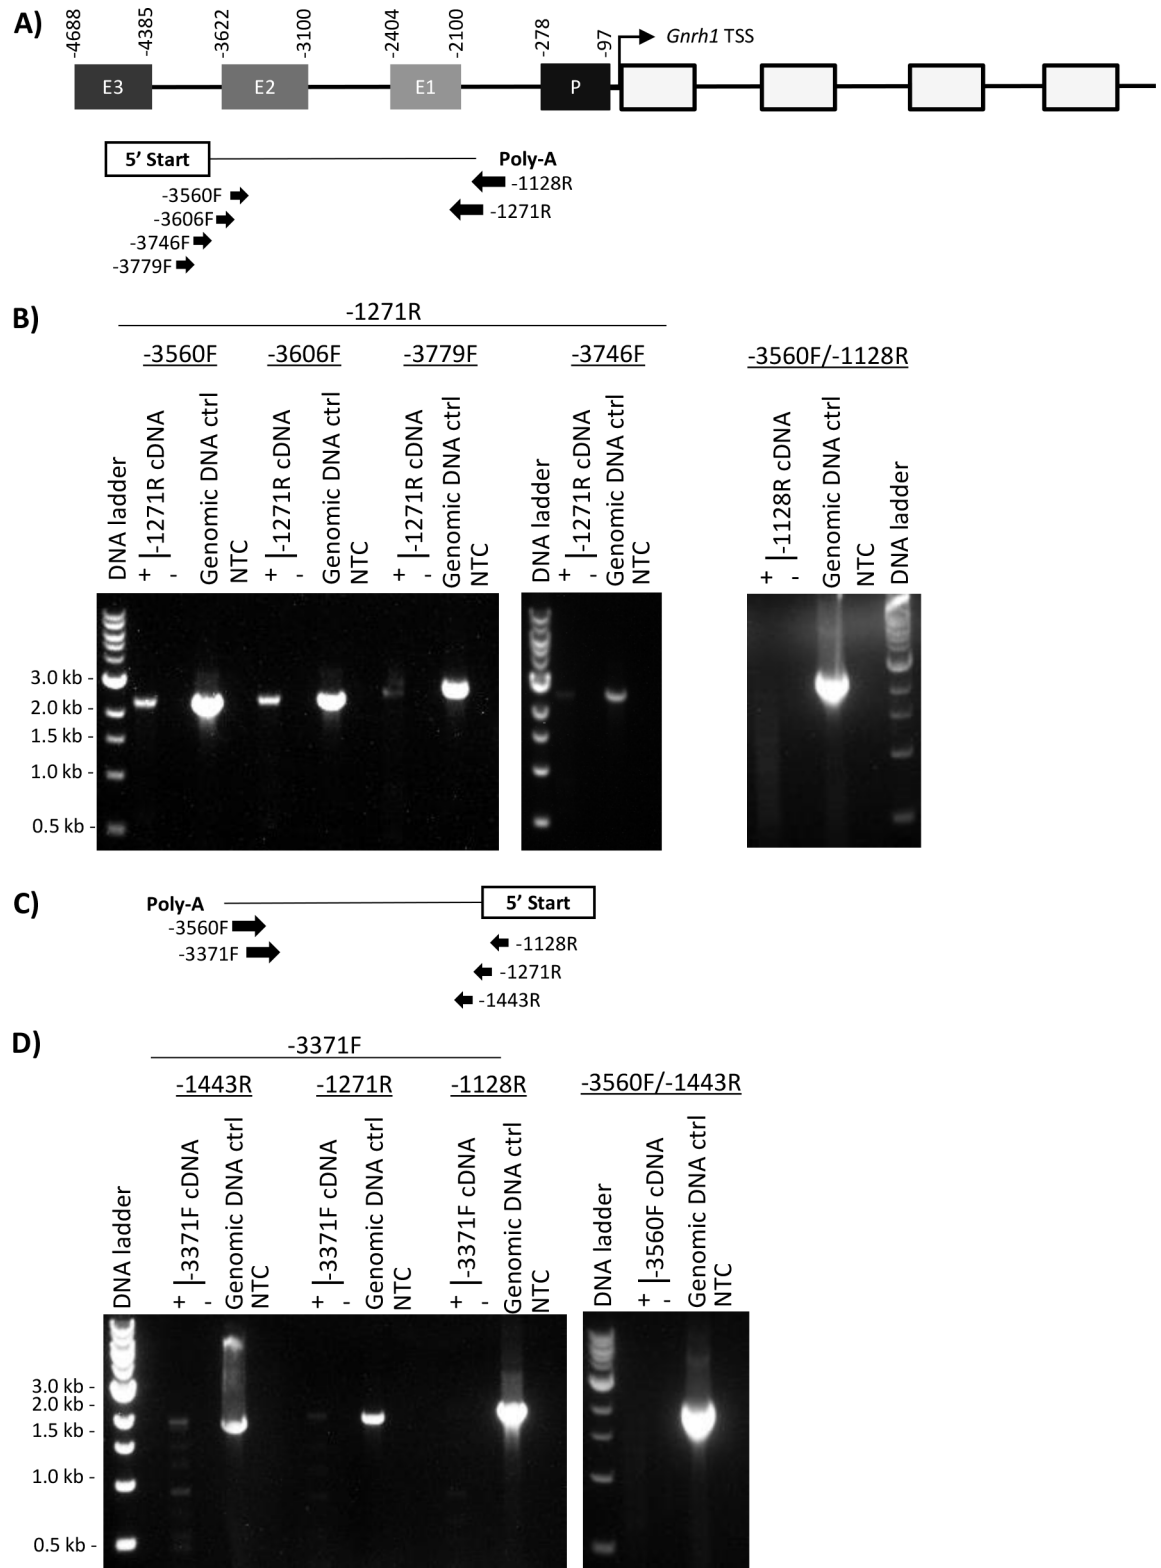 A)
-4688
-4385
-3622
-3100
-2404
-2100
-278
-97
Gnrh1 TSS
E3
E2
E1
P
5' Start
Poly-A
-3560F
-1128R
-3606F
-1271R
-3746F
-3779F
B)
-1271R
-3560F
-3606F
-3779F
-3746F
-3560F/-1128R
DNA ladder
+
-
-1271R cDNA
Genomic DNA ctrl
NTC
+
-
-1271R cDNA
Genomic DNA ctrl
NTC
+
-
-1271R cDNA
Genomic DNA ctrl
NTC
DNA ladder
+
-
-1271R cDNA
Genomic DNA ctrl
NTC
+
-
-1128R cDNA
Genomic DNA ctrl
NTC
DNA ladder
3.0 kb -
2.0 kb -
1.5 kb -
1.0 kb -
0.5 kb -
C)
Poly-A
5' Start
-3560F
-1128R
-3371F
-1271R
-1443R
D)
-3371F
-1443R
-1271R
-1128R
-3560F/-1443R
DNA ladder
+
-
-3371F cDNA
Genomic DNA ctrl
NTC
+
-
-3371F cDNA
Genomic DNA ctrl
NTC
+
-
-3371F cDNA
Genomic DNA ctrl
NTC
DNA ladder
+
-
-3560F cDNA
Genomic DNA ctrl
NTC
3.0 kb -
2.0 kb -
1.5 kb -
1.0 kb -
0.5 kb -